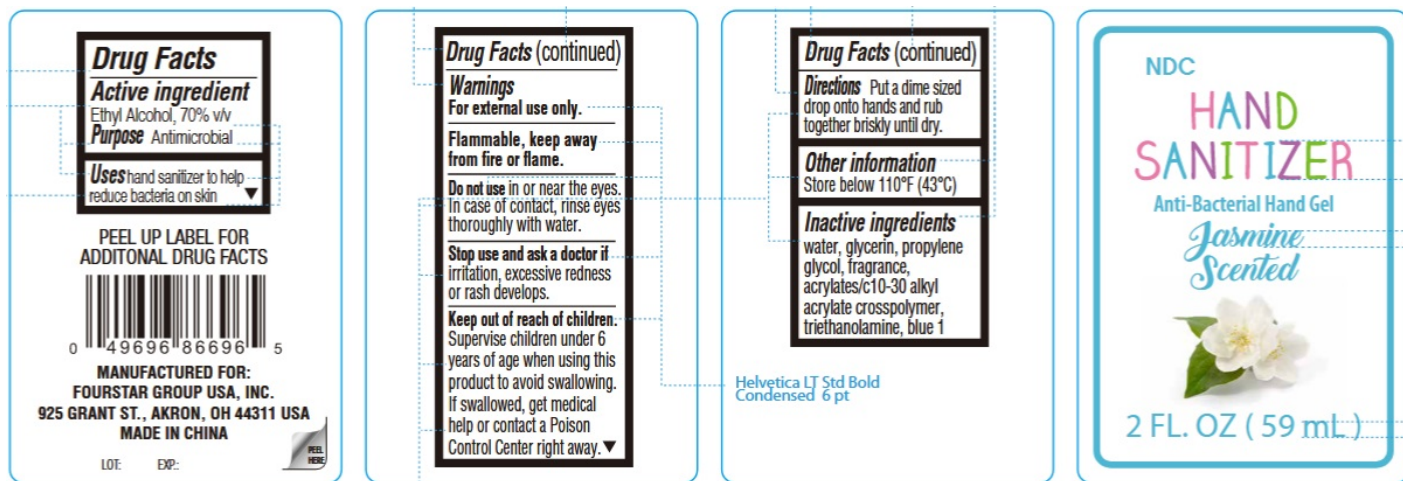 Drug Facts
Active ingredient
Ethyl Alcohol, 70% v/v
Purpose Antimicrobial
Uses hand sanitizer to help
reduce bacteria on skin ▼
PEEL UP LABEL FOR
ADDITONAL DRUG FACTS
0 49696 86696 5
MANUFACTURED FOR:
FOURSTAR GROUP USA, INC.
925 GRANT ST., AKRON, OH 44311 USA
MADE IN CHINA
LOT: EXP.:
PEEL
HERE
Drug Facts (continued)
Warnings
For external use only.
Flammable, keep away
from fire or flame.
Do not use in or near the eyes.
In case of contact, rinse eyes
thoroughly with water.
Stop use and ask a doctor if
irritation, excessive redness
or rash develops.
Keep out of reach of children.
Supervise children under 6
years of age when using this
product to avoid swallowing.
If swallowed, get medical
help or contact a Poison
Control Center right away. ▼
Drug Facts (continued)
Directions Put a dime sized
drop onto hands and rub
together briskly until dry.
Other information
Store below 110°F (43°C)
Inactive ingredients
water, glycerin, propylene
glycol, fragrance,
acrylates/c10-30 alkyl
acrylate crosspolymer,
triethanolamine, blue 1
Helvetica LT Std Bold
Condensed 6 pt
NDC
HAND
SANITIZER
Anti-Bacterial Hand Gel
Jasmine
Scented
2 FL. OZ ( 59 mL )